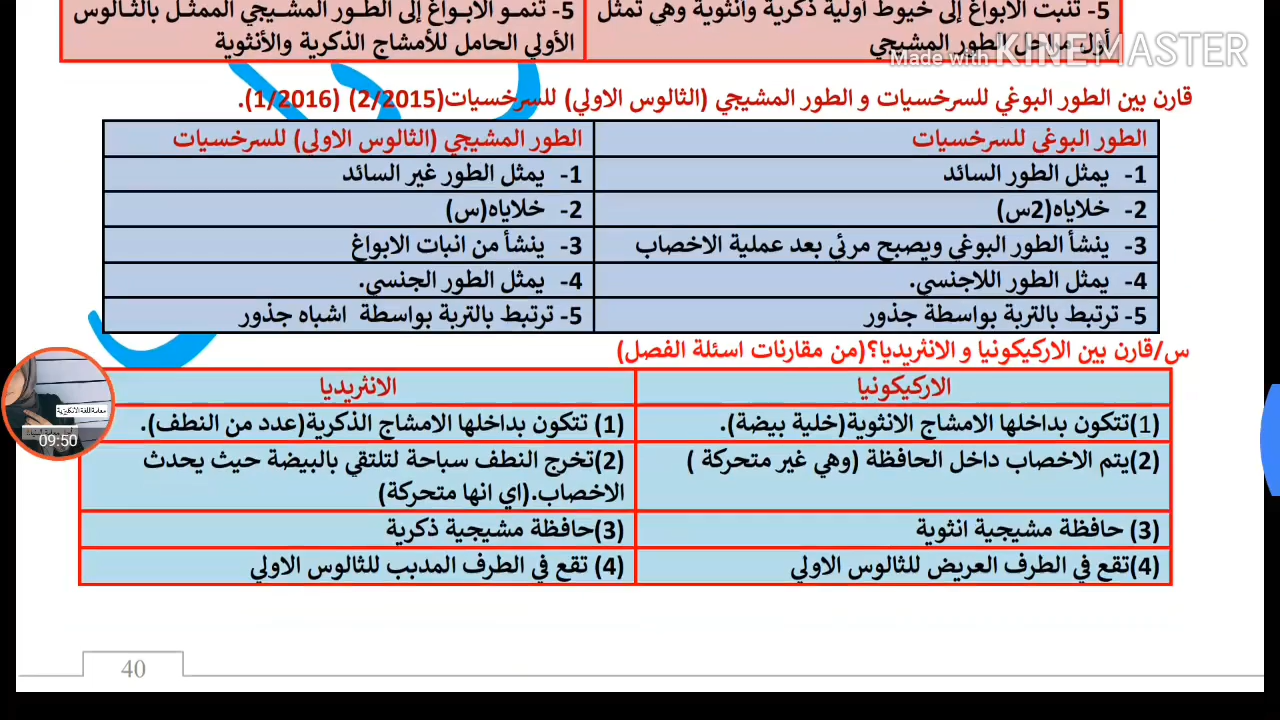 5- تنبت الابواغ إلى خيوط أولية ذكرية وانثوية وهي تمثل
أول مراحل الطور المشيجي
5- تنمو الابواغ إلى الطور المشيجي الممثل بالثالوس
الأولي الحامل للأمشاج الذكرية والأنثوية
Made with KINEMASTER
قارن بين الطور البوغي للسرخسيات و الطور المشيجي (الثالوس الاولي) للسرخسيات(2/2015) (1/2016).
الطور البوغي للسرخسيات
الطور المشيجي (الثالوس الاولي) للسرخسيات
1- يمثل الطور السائد
1- يمثل الطور غير السائد
2- خلاياه(2س)
2- خلاياه(س)
3- ينشأ الطور البوغي ويصبح مرئي بعد عملية الاخصاب
3- ينشأ من انبات الابواغ
4- يمثل الطور اللاجنسي.
4- يمثل الطور الجنسي.
5- ترتبط بالتربة بواسطة جذور
5- ترتبط بالتربة بواسطة اشباه جذور
س/قارن بين الاركيكونيا و الانثريديا؟(من مقارنات اسئلة الفصل)
الاركيكونيا
الانثريديا
(1)تتكون بداخلها الامشاج الانثوية(خلية بيضة).
(1) تتكون بداخلها الامشاج الذكرية(عدد من النطف).
(2)يتم الاخصاب داخل الحافظة (وهي غير متحركة )
(2)تخرج النطف سباحة لتلتقي بالبيضة حيث يحدث
الاخصاب.(اي انها متحركة)
(3) حافظة مشيجية انثوية
(3)حافظة مشيجية ذكرية
(4)تقع في الطرف العريض للثالوس الاولي
(4) تقع في الطرف المدبب للثالوس الاولي
09:50
40